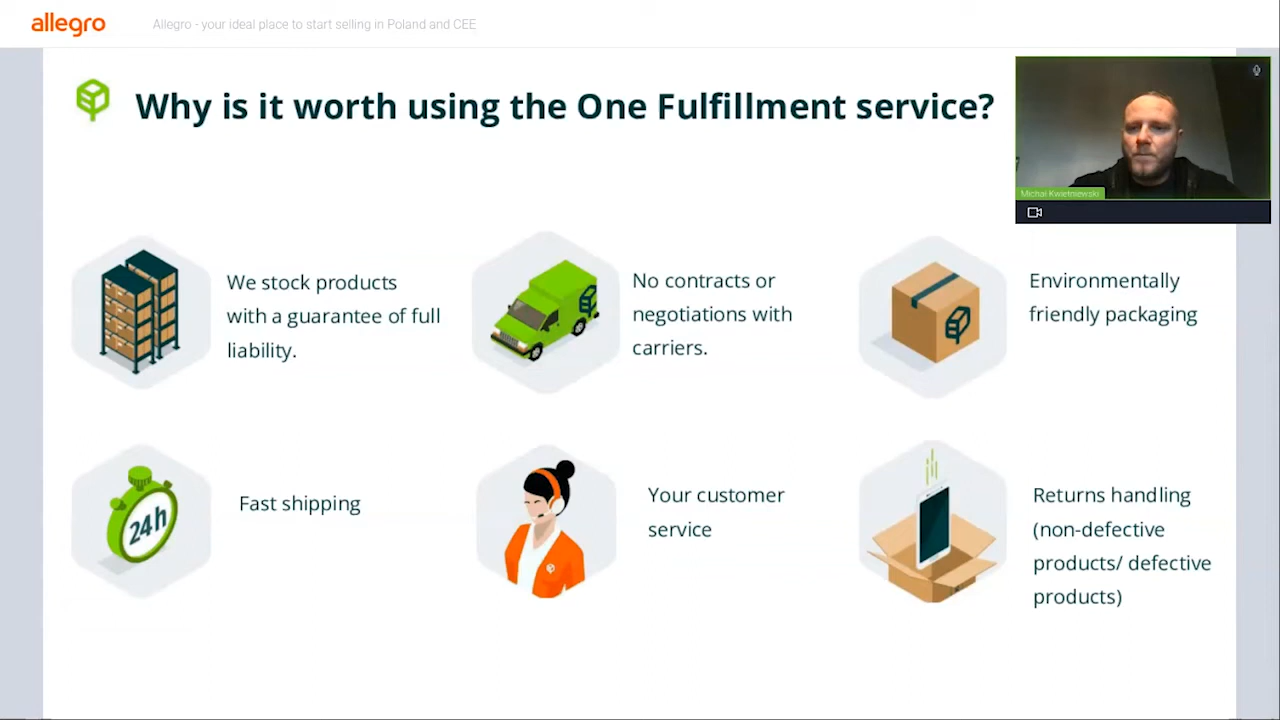 allegro
Allegro - your ideal place to start selling in Poland and CEE
Why is it worth using the One Fulfillment service?
Michał Kwietniewski
We stock products
with a guarantee of full
liability.
No contracts or
negotiations with
carriers.
Environmentally
friendly packaging
24h
Fast shipping
Your customer
service
Returns handling
(non-defective
products/ defective
products)